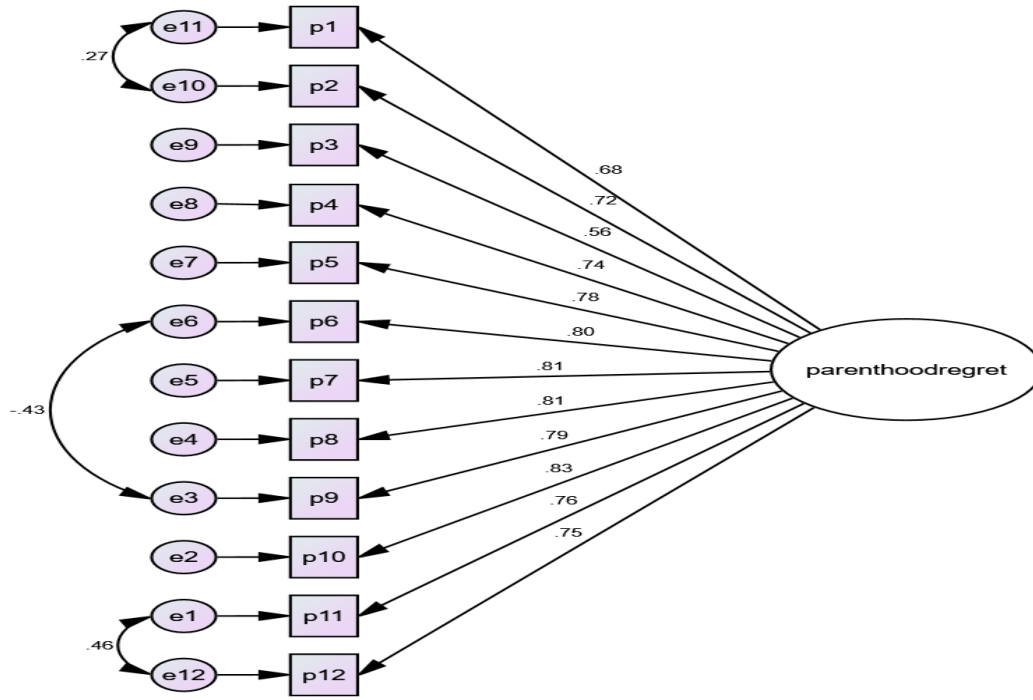 e11 p1
.27
e10 p2
e9 p3
.68
e8 p4
.72
.56
e7 p5
.74
.78
e6 p6
.80
e5 p7
.81
parenthoodregret
-.43
.81
e4 p8
.79
e3 p9
.83
.76
e2 p10
.75
e1 p11
.46
e12 p12